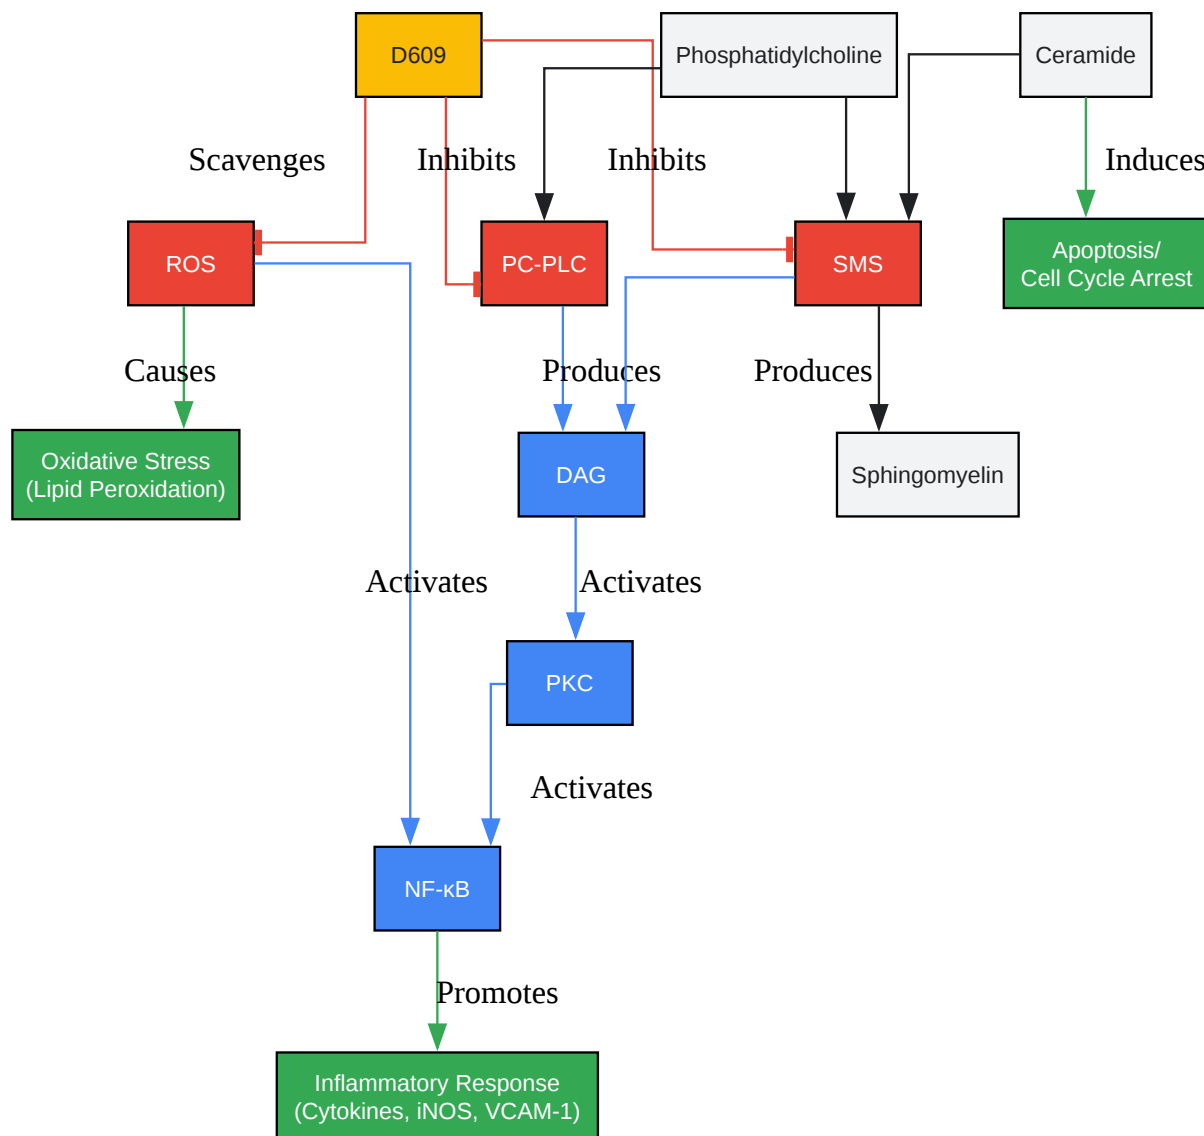 D609
Phosphatidylcholine
Ceramide
Scavenges
Inhibits
Inhibits
Induces
ROS
PC-PLC
SMS
Apoptosis/
Cell Cycle Arrest
Causes
Produces
Produces
Oxidative Stress
(Lipid Peroxidation)
DAG
Sphingomyelin
Activates
Activates
PKC
Activates
NF-κB
Promotes
Inflammatory Response
(Cytokines, iNOS, VCAM-1)